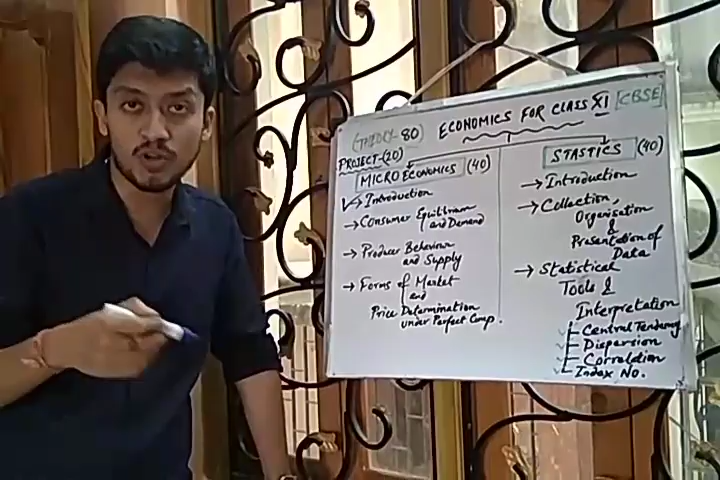 (THEORY-80)
ECONOMICS FOR CLASS XI [CBSE]
PROJECT-(20)
MICROECONOMICS (40)
→ Introduction
→ Consumer Equilibrium
and Demand
→ Producer Behaviour
and Supply
→ Forms of Market
and
Price Determination
under Perfect Comp.
STASTICS (40)
→ Introduction
→ Collection,
Organisation
&
Presentation of
Data
→ Statistical
Tools &
Interpretation
Central Tendency
Dispersion
Correlation
Index No.